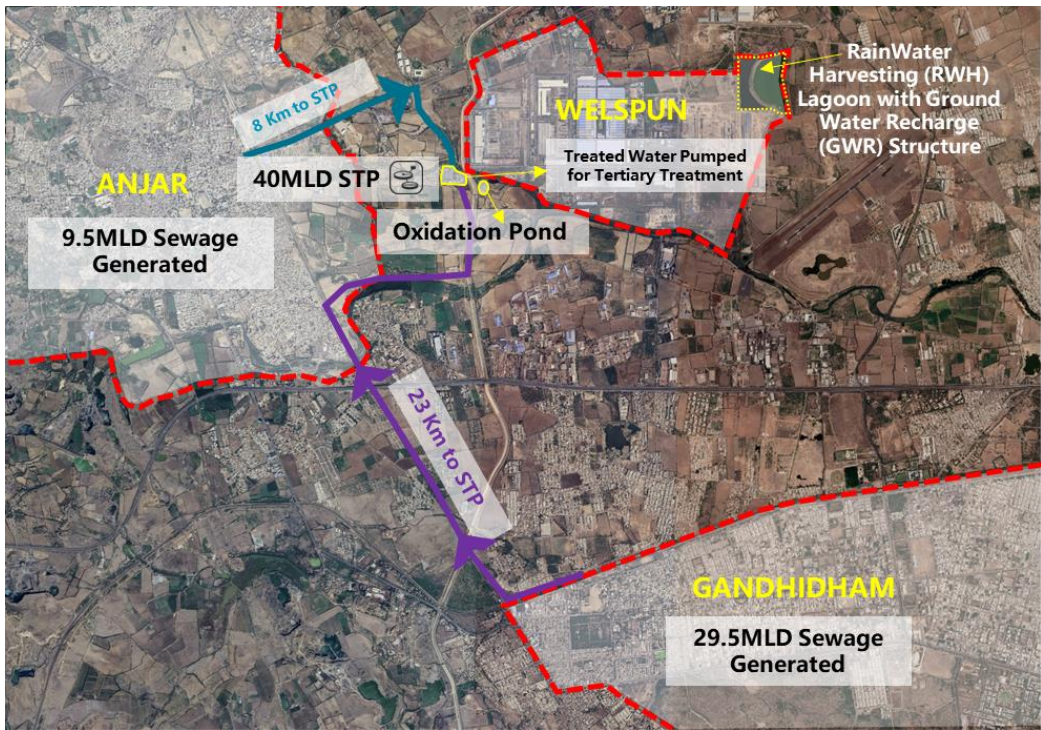 RainWater
Harvesting (RWH)
Lagoon with Ground
Water Recharge
(GWR) Structure
WELSPUN
8 Km to STP
Treated Water Pumped
for Tertiary Treatment
40MLD STP
ANJAR
Oxidation Pond
9.5MLD Sewage
Generated
23 Km to STP
GANDHIDHAM
29.5MLD Sewage
Generated